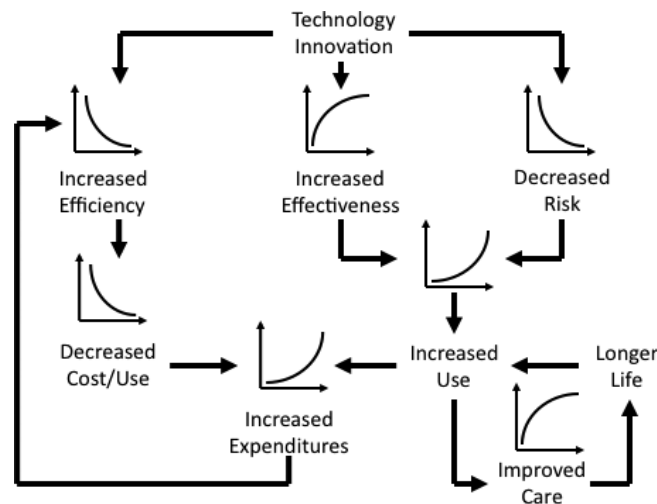 Technology
Innovation
Increased
Efficiency
Increased
Effectiveness
Decreased
Risk
Decreased
Cost/Use
Increased
Use
Longer
Life
Increased
Expenditures
Improved
Care